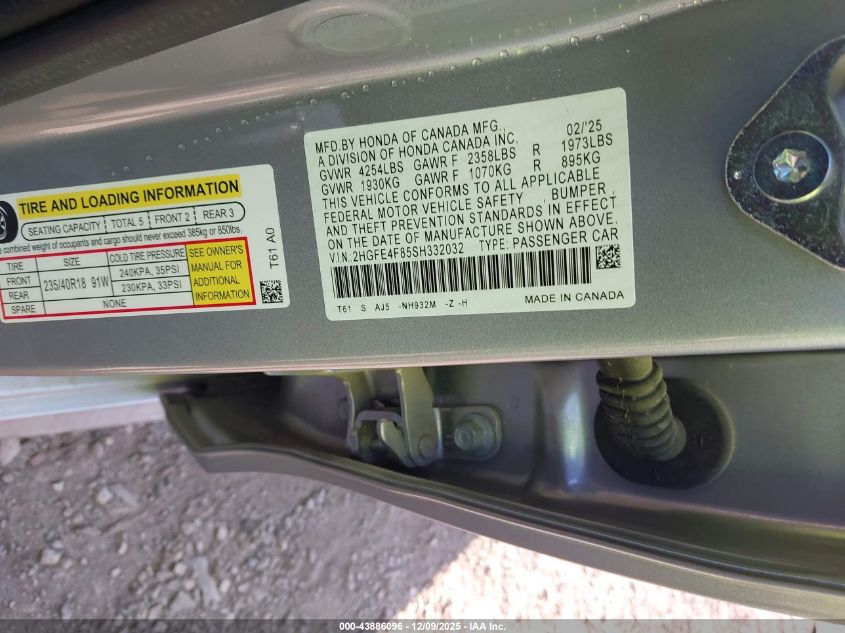 MFD.BY HONDA OF CANADA MFG. 02/'25
A DIVISION OF HONDA CANADA INC.
GVWR 4254LBS GAWR F 2358LBS R 1973LBS
GVWR 1930KG GAWR F 1070KG R 895KG
THIS VEHICLE CONFORMS TO ALL APPLICABLE
FEDERAL MOTOR VEHICLE SAFETY, BUMPER,
AND THEFT PREVENTION STANDARDS IN EFFECT
ON THE DATE OF MANUFACTURE SHOWN ABOVE.
V.I.N.:2HGFE4F85SH332032 TYPE: PASSENGER CAR
T61 S AJ5 -NH932M -Z -H
MADE IN CANADA
TIRE AND LOADING INFORMATION
SEATING CAPACITY TOTAL 5 FRONT 2 REAR 3
combined weight of occupants and cargo should never exceed 385kg or 850lbs.
TIRE SIZE COLD TIRE PRESSURE
FRONT 235/40R18 91W 240KPA, 35PSI
REAR 230KPA, 33PSI
SPARE NONE
SEE OWNER'S
MANUAL FOR
ADDITIONAL
INFORMATION
T61 A0
000-43886096 - 12/09/2025 - IAA Inc.